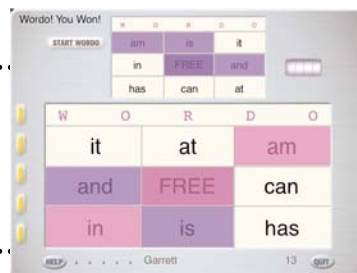 Wordo! You Won!
START WORDO
W O R D O
am is it
in FREE and
has can at
W O R D O
it at am
and FREE can
in is has
HELP Garrett 13 QUIT